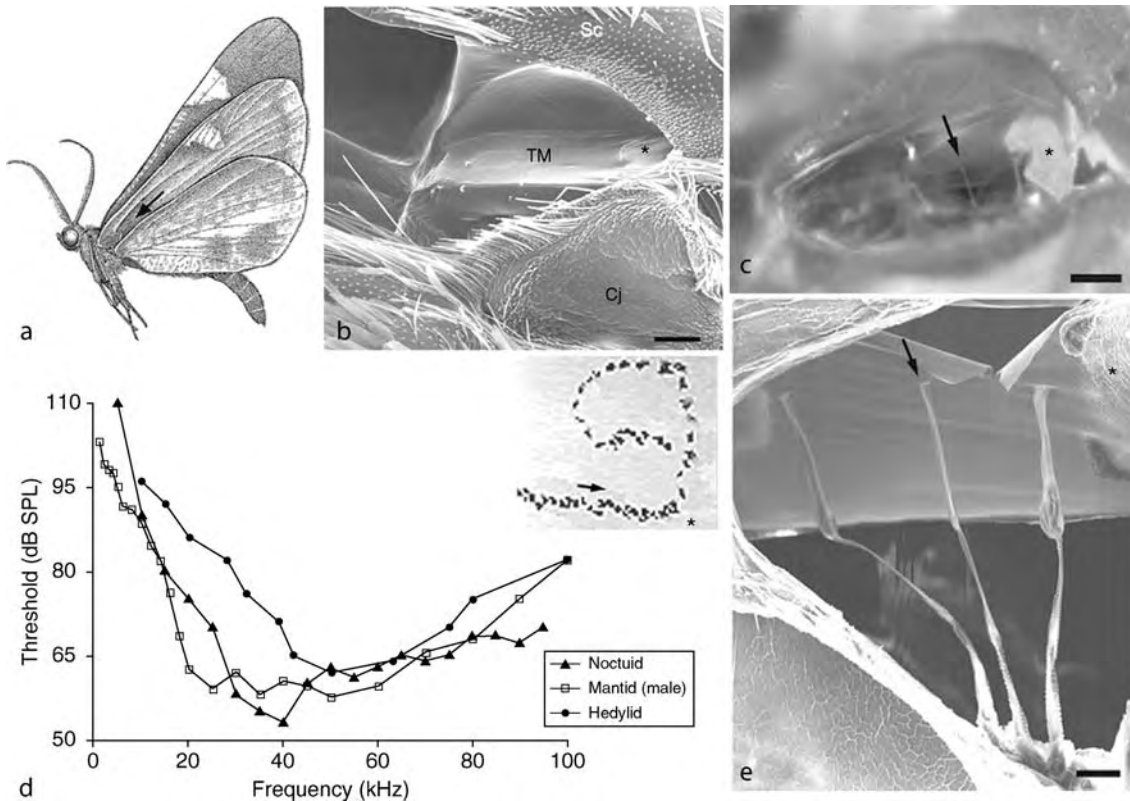 a
Sc
TM
*
Cj
b
*
c
110
95
80
65
50
0
20
40
60
80
100
Threshold (dB SPL)
Frequency (kHz)
*
Noctuid
Mantid (male)
Hedylid
d
*
e